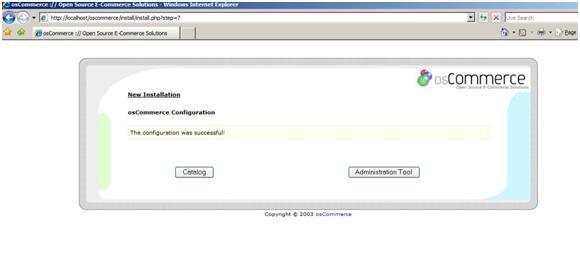 osCommerce :// Open Source E-Commerce Solutions - Windows Internet Explorer
http://localhost/oscommerce/install/install.php?step=7
Live Search
osCommerce :// Open Source E-Commerce Solutions
Page
osCommerce
Open Source E-Commerce Solutions
New Installation
osCommerce Configuration
The configuration was successful!
Catalog
Administration Tool
Copyright © 2003 osCommerce